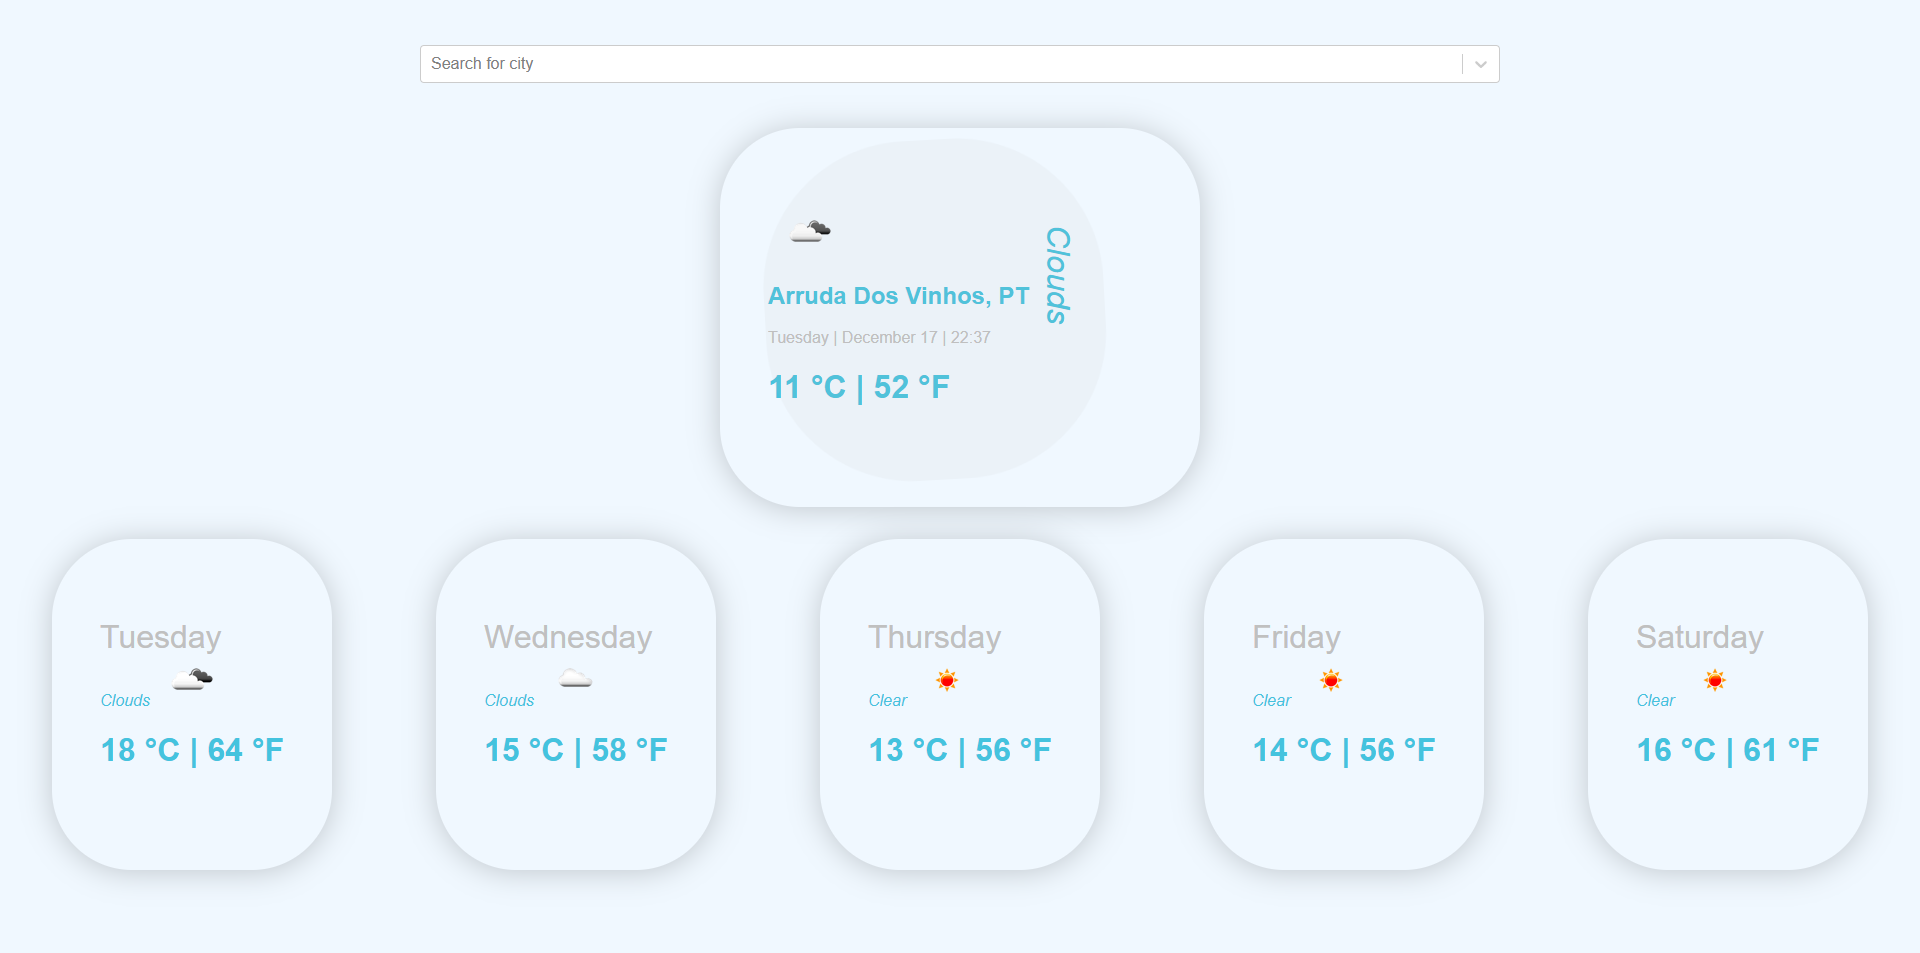 Search for city
Clouds
Arruda Dos Vinhos, PT
Tuesday | December 17 | 22:37
11 °C | 52 °F
Tuesday
Clouds
18 °C | 64 °F
Wednesday
Clouds
15 °C | 58 °F
Thursday
Clear
13 °C | 56 °F
Friday
Clear
14 °C | 56 °F
Saturday
Clear
16 °C | 61 °F